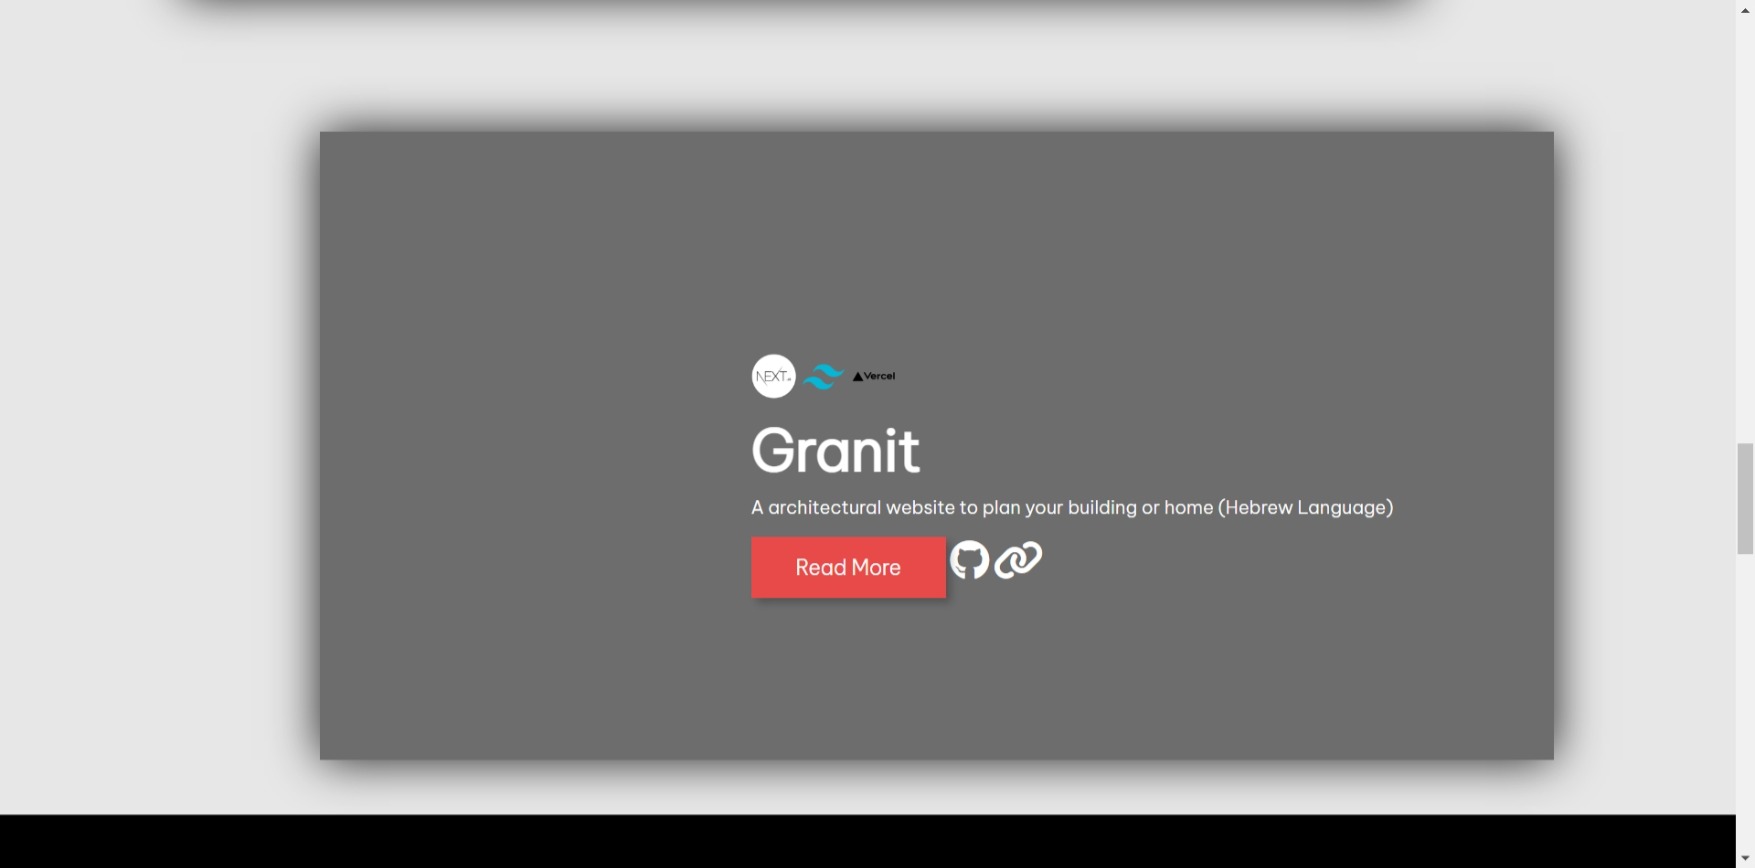 NEXT.JS Vercel
Granit
A architectural website to plan your building or home (Hebrew Language)
Read More